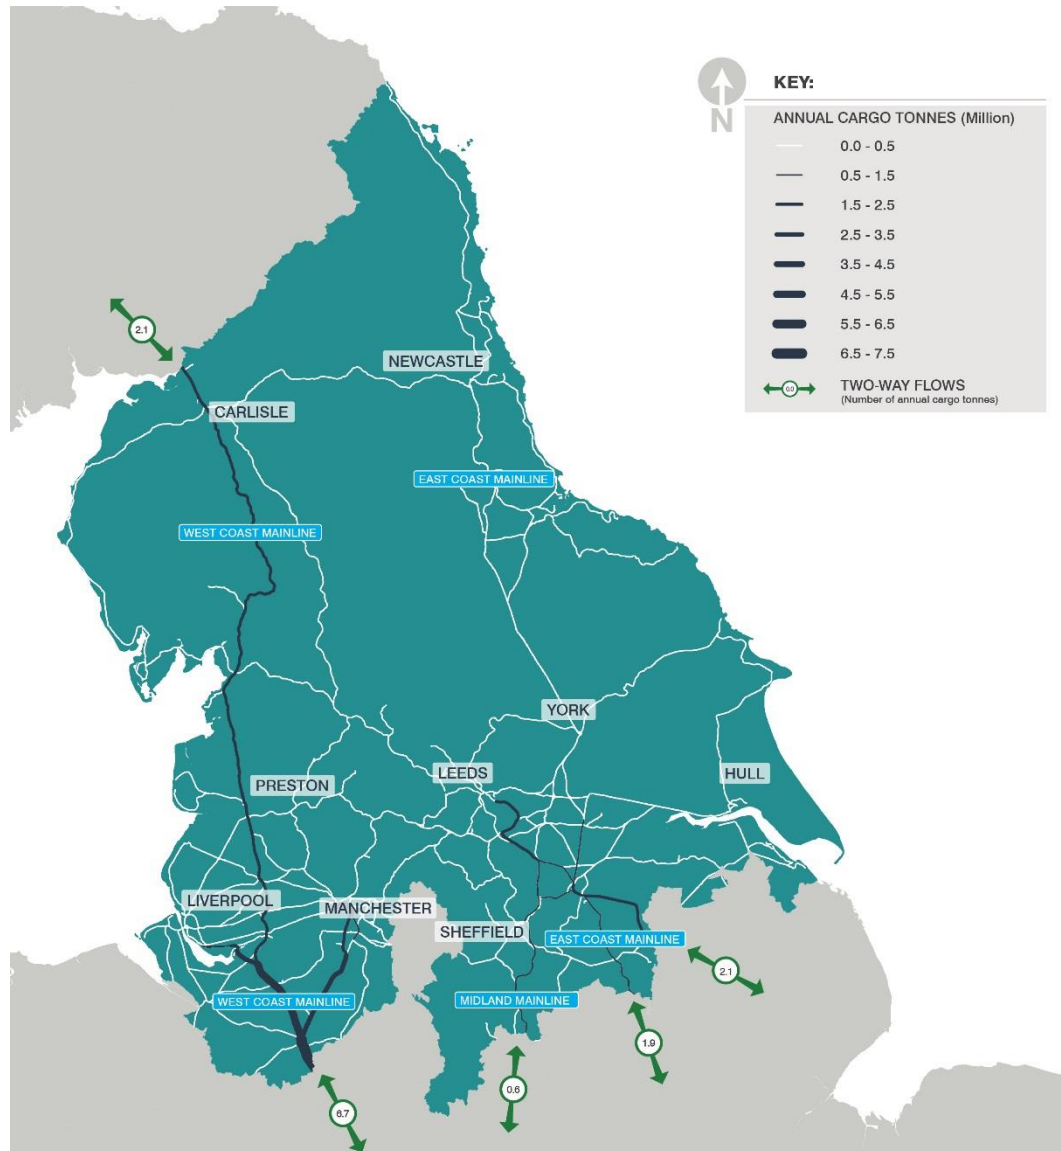 KEY:
N
ANNUAL CARGO TONNES (Million)
0.0 - 0.5
0.5 - 1.5
1.5 - 2.5
2.5 - 3.5
3.5 - 4.5
4.5 - 5.5
5.5 - 6.5
6.5 - 7.5
0.0
TWO-WAY FLOWS
(Number of annual cargo tonnes)
2.1
NEWCASTLE
CARLISLE
EAST COAST MAINLINE
WEST COAST MAINLINE
YORK
LEEDS
HULL
PRESTON
LIVERPOOL
MANCHESTER
SHEFFIELD
EAST COAST MAINLINE
2.1
WEST COAST MAINLINE
MIDLAND MAINLINE
1.9
0.6
6.7